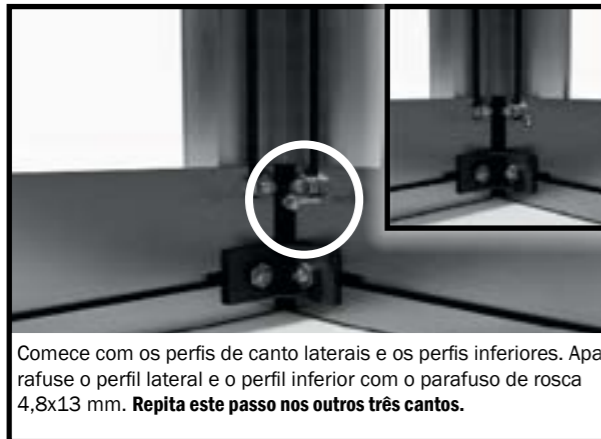 Comece com os perfis de canto laterais e os perfis inferiores. Apa
rafuse o perfil lateral e o perfil inferior com o parafuso de rosca
4,8x13 mm. Repita este passo nos outros três cantos.